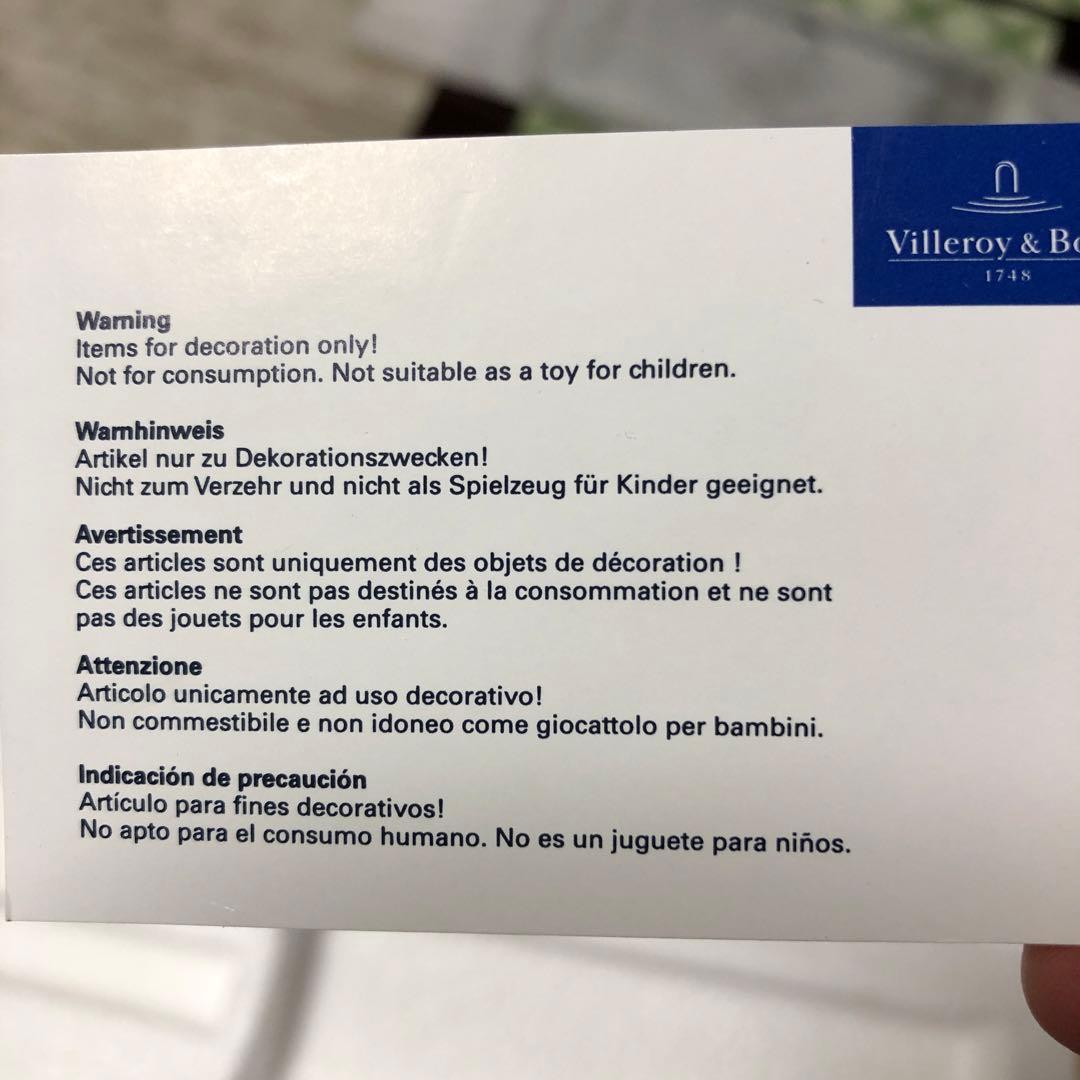 Villeroy & Bo
1748
Warning
Items for decoration only!
Not for consumption. Not suitable as a toy for children.
Warnhinweis
Artikel nur zu Dekorationszwecken!
Nicht zum Verzehr und nicht als Spielzeug für Kinder geeignet.
Avertissement
Ces articles sont uniquement des objets de décoration !
Ces articles ne sont pas destinés à la consommation et ne sont
pas des jouets pour les enfants.
Attenzione
Articolo unicamente ad uso decorativo!
Non commestibile e non idoneo come giocattolo per bambini.
Indicación de precaución
Artículo para fines decorativos!
No apto para el consumo humano. No es un juguete para niños.